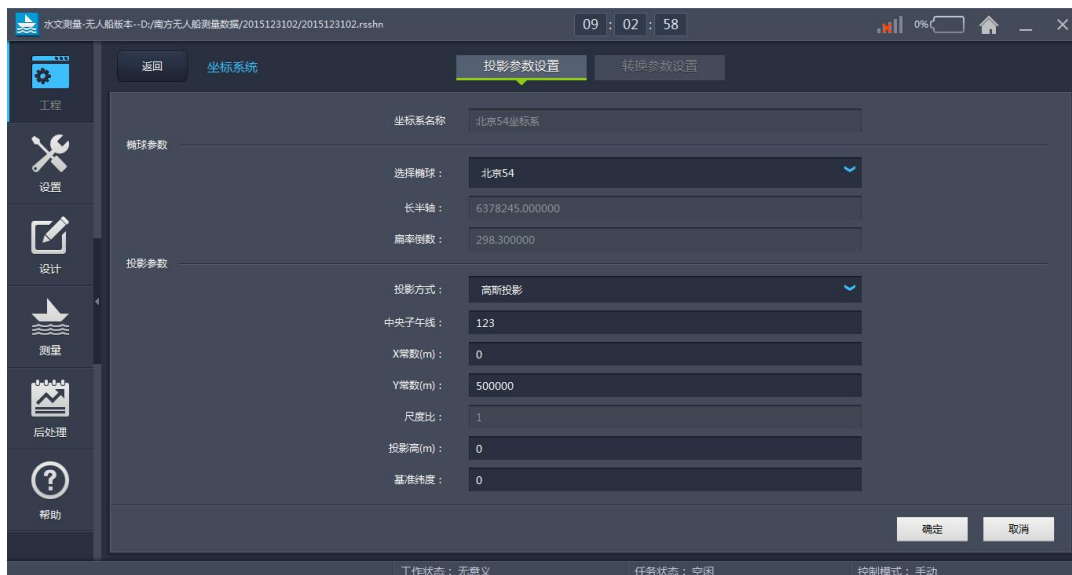 水文测量-无人船版本--D:/南方无人船测量数据/2015123102/2015123102.rsshn 09 : 02 : 58 0%
返回 坐标系统 投影参数设置 转换参数设置
工程
设置
设计
测量
后处理
帮助
坐标系名称 北京54坐标系
椭球参数
选择椭球： 北京54
长半轴： 6378245.000000
扁率倒数： 298.300000
投影参数
投影方式： 高斯投影
中央子午线： 123
X常数(m)： 0
Y常数(m)： 500000
尺度比： 1
投影高(m)： 0
基准纬度： 0
确定 取消
工作状态：无意义 任务状态：空闲 控制模式：手动